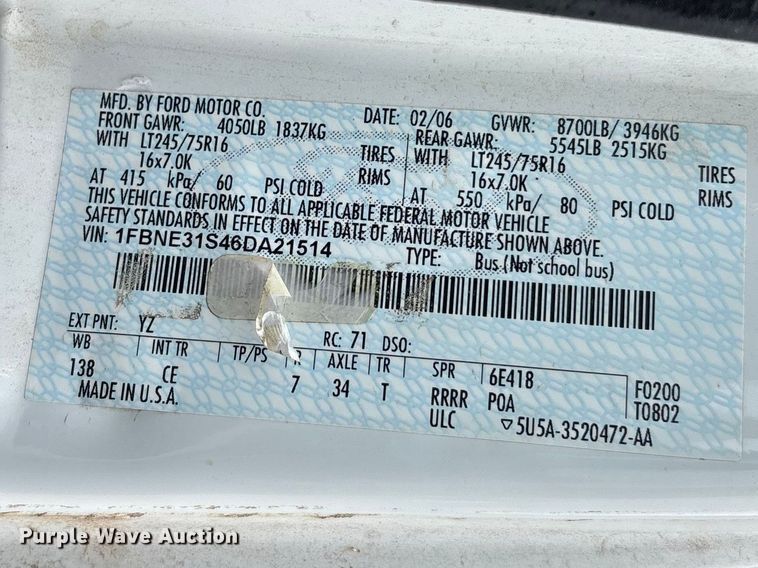 MFD. BY FORD MOTOR CO. DATE: 02/06 GVWR: 8700LB/ 3946KG
FRONT GAWR: 4050LB 1837KG REAR GAWR: 5545LB 2515KG
WITH LT245/75R16 TIRES WITH LT245/75R16 TIRES
16x7.0K RIMS 16x7.0K RIMS
AT 415 kPa/ 60 PSI COLD AT 550 kPa/ 80 PSI COLD
THIS VEHICLE CONFORMS TO ALL APPLICABLE FEDERAL MOTOR VEHICLE
SAFETY STANDARDS IN EFFECT ON THE DATE OF MANUFACTURE SHOWN ABOVE.
VIN: 1FBNE31S46DA21514 TYPE: Bus (Not school bus)
EXT PNT: YZ RC: 71 DSO:
WB INT TR TP/PS R AXLE TR SPR 6E418 F0200
138 CE 7 34 T RRRR POA T0802
MADE IN U.S.A. ULC ▽5U5A-3520472-AA
Purple Wave Auction Purple Wave Auction